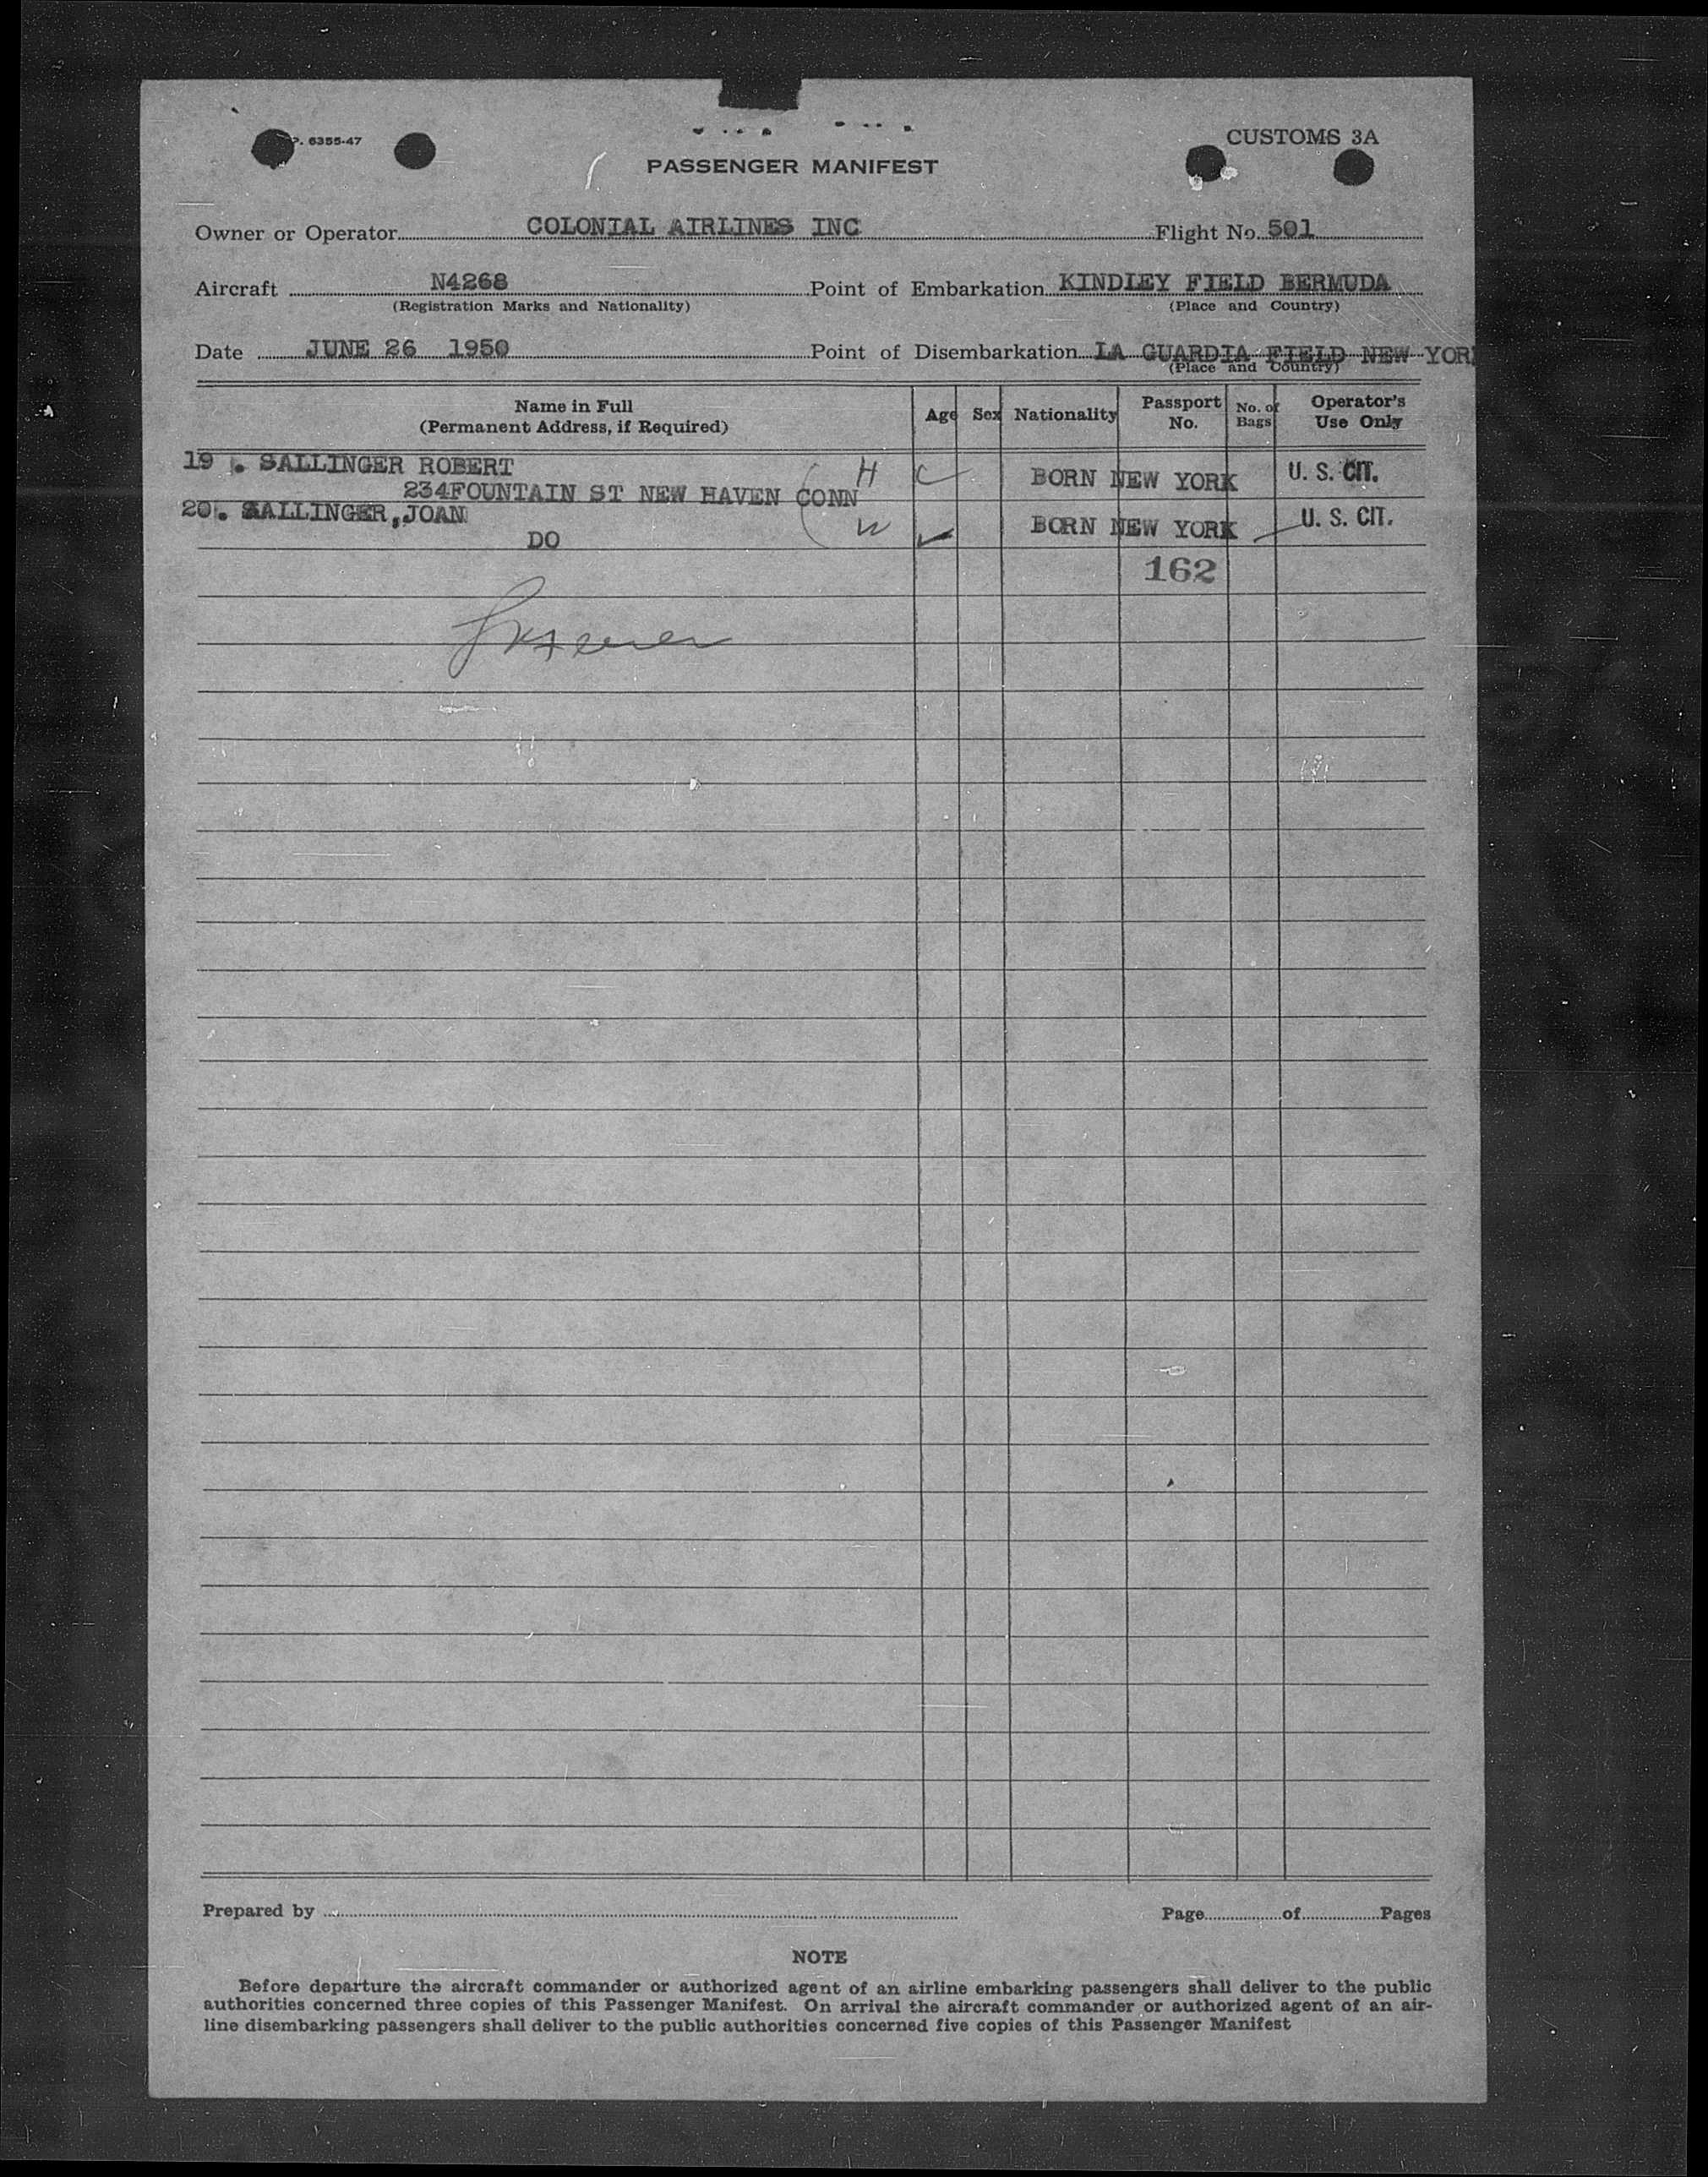 P. 6355-47
CUSTOMS 3A
PASSENGER MANIFEST
Owner or Operator COLONIAL AIRLINES INC Flight No. 501
Aircraft N4268 Point of Embarkation KINDLEY FIELD BERMUDA
(Registration Marks and Nationality) (Place and Country)
Date JUNE 26 1950 Point of Disembarkation LA GUARDIA FIELD NEW YOR
(Place and Country)
Name in Full (Permanent Address, if Required) Age Sex Nationality Passport No. No. of Bags Operator's Use Only
19 . SALLINGER ROBERT H BORN NEW YORK U. S. CIT.
234FOUNTAIN ST NEW HAVEN CONN
20. SALLINGER,JOAN W BORN NEW YORK U. S. CIT.
DO
162
Prepared by Page of Pages
NOTE
Before departure the aircraft commander or authorized agent of an airline embarking passengers shall deliver to the public
authorities concerned three copies of this Passenger Manifest. On arrival the aircraft commander or authorized agent of an air-
line disembarking passengers shall deliver to the public authorities concerned five copies of this Passenger Manifest